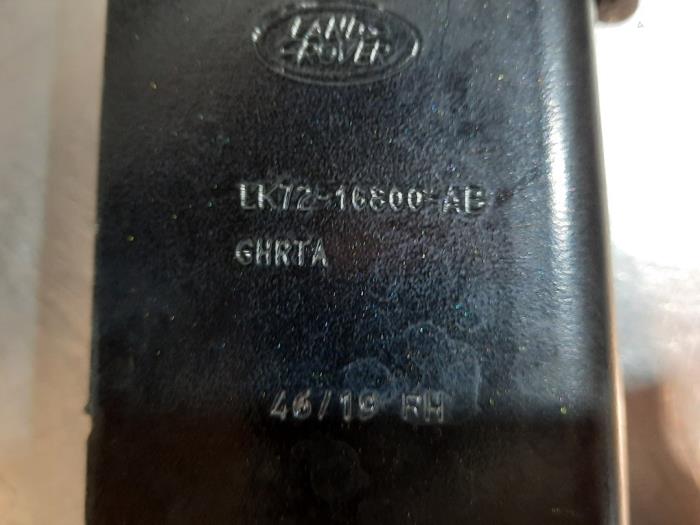 LAND
ROVER
LK72-16800-AB
GHRTA
46/19 RH